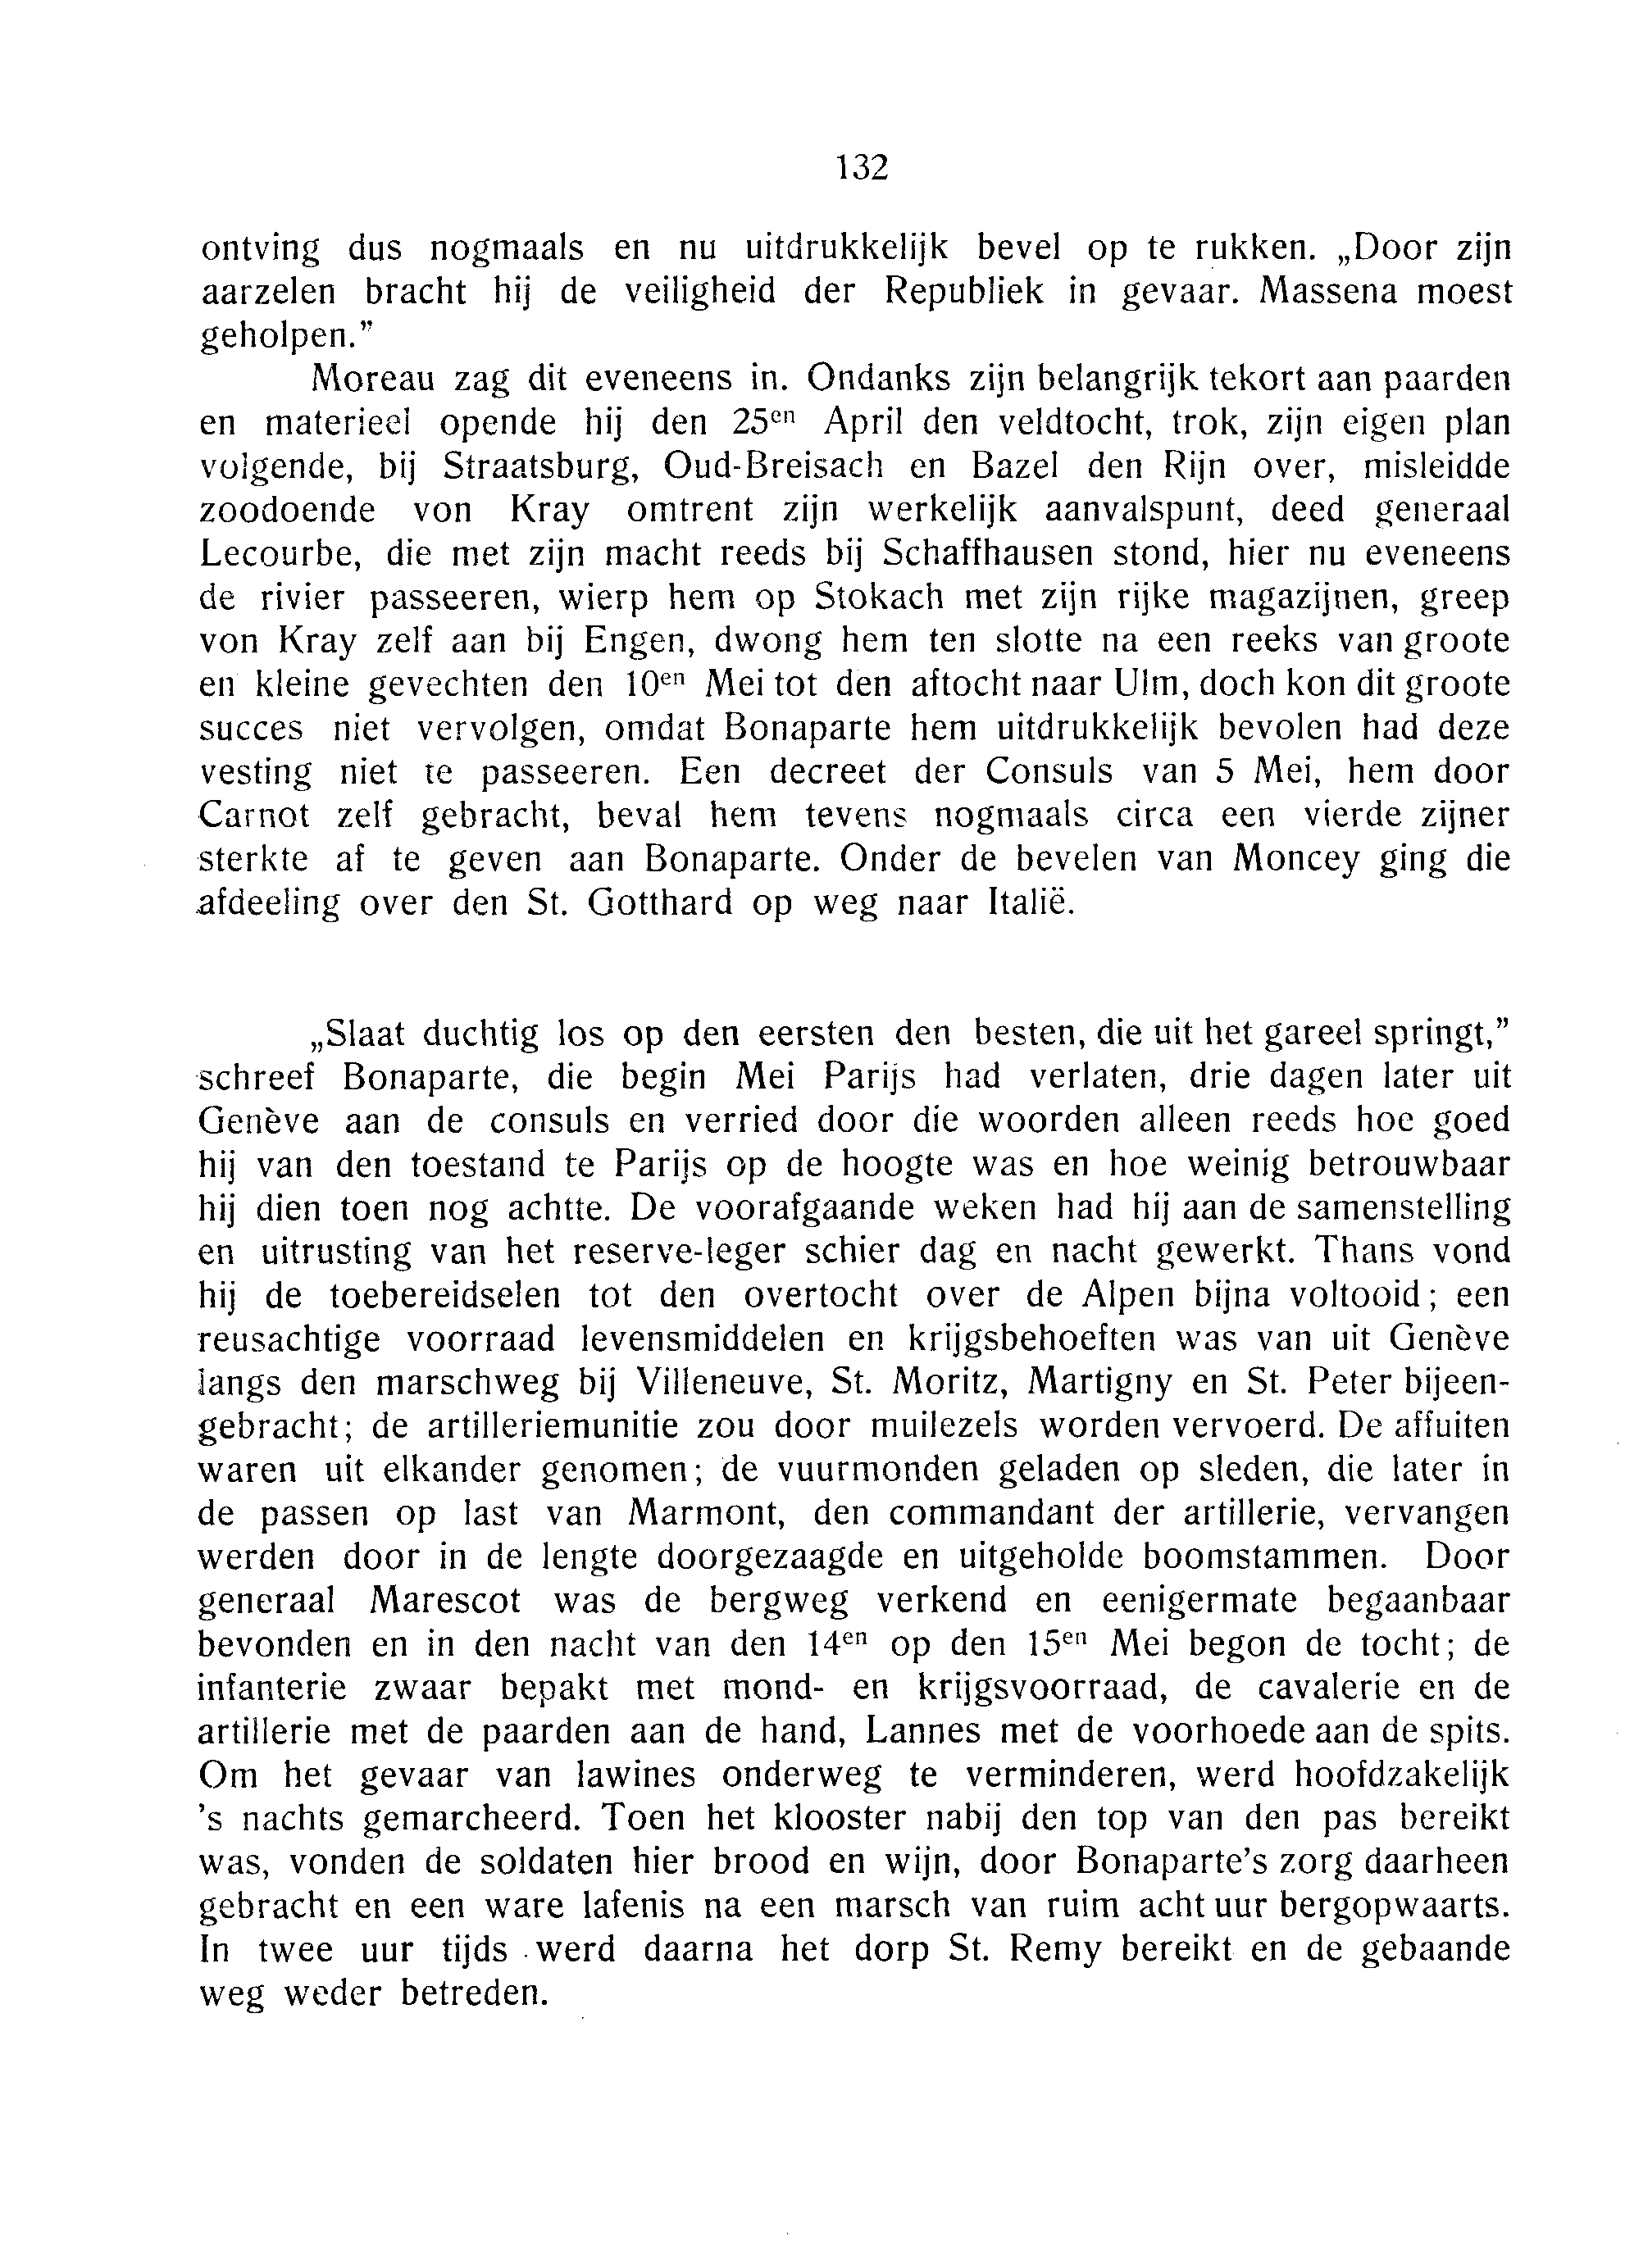 132
ontving dus nogmaals en nu uitdrukkelijk bevel op te rukken. „Door zijn
aarzelen bracht hij de veiligheid der Republiek in gevaar. Massena moest
geholpen.”
Moreau zag dit eveneens in. Ondanks zijn belangrijk tekort aan paarden
en materieel opende hij den 25en April den veldtocht, trok, zijn eigen plan
volgende, bij Straatsburg, Oud-Breisach en Bazel den Rijn over, misleidde
zoodoende von Kray omtrent zijn werkelijk aanvalspunt, deed generaal
Lecourbe, die met zijn macht reeds bij Schaffhausen stond, hier nu eveneens
de rivier passeeren, wierp hem op Stokach met zijn rijke magazijnen, greep
von Kray zelf aan bij Engen, dwong hem ten slotte na een reeks van groote
en kleine gevechten den 10en Mei tot den aftocht naar Ulm, doch kon dit groote
succes niet vervolgen, omdat Bonaparte hem uitdrukkelijk bevolen had deze
vesting niet te passeeren. Een decreet der Consuls van 5 Mei, hem door
Carnot zelf gebracht, beval hem tevens nogmaals circa een vierde zijner
sterkte af te geven aan Bonaparte. Onder de bevelen van Moncey ging die
afdeeling over den St. Gotthard op weg naar Italië.
„Slaat duchtig los op den eersten den besten, die uit het gareel springt,”
schreef Bonaparte, die begin Mei Parijs had verlaten, drie dagen later uit
Genève aan de consuls en verried door die woorden alleen reeds hoe goed
hij van den toestand te Parijs op de hoogte was en hoe weinig betrouwbaar
hij dien toen nog achtte. De voorafgaande weken had hij aan de samenstelling
en uitrusting van het reserve-leger schier dag en nacht gewerkt. Thans vond
hij de toebereidselen tot den overtocht over de Alpen bijna voltooid; een
reusachtige voorraad levensmiddelen en krijgsbehoeften was van uit Genève
langs den marschweg bij Villeneuve, St. Moritz, Martigny en St. Peter bijeen-
gebracht; de artilleriemunitie zou door muilezels worden vervoerd. De affuiten
waren uit elkander genomen; de vuurmonden geladen op sleden, die later in
de passen op last van Marmont, den commandant der artillerie, vervangen
werden door in de lengte doorgezaagde en uitgeholde boomstammen. Door
generaal Marescot was de bergweg verkend en eenigermate begaanbaar
bevonden en in den nacht van den 14en op den 15en Mei begon de tocht; de
infanterie zwaar bepakt met mond- en krijgsvoorraad, de cavalerie en de
artillerie met de paarden aan de hand, Lannes met de voorhoede aan de spits.
Om het gevaar van lawines onderweg te verminderen, werd hoofdzakelijk
's nachts gemarcheerd. Toen het klooster nabij den top van den pas bereikt
was, vonden de soldaten hier brood en wijn, door Bonaparte's zorg daarheen
gebracht en een ware lafenis na een marsch van ruim acht uur bergopwaarts.
In twee uur tijds werd daarna het dorp St. Remy bereikt en de gebaande
weg weder betreden.